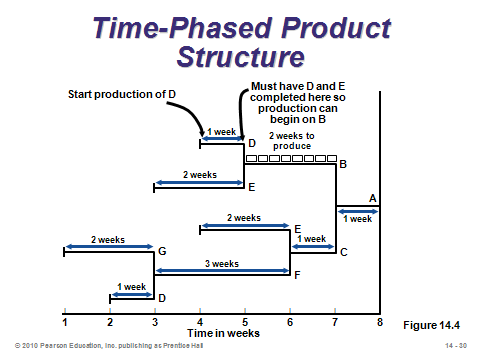 Time-Phased Product
Structure
Start production of D
Must have D and E
completed here so
production can
begin on B
1 week
D
2 weeks to
produce
B
2 weeks
E
A
1 week
2 weeks
E
2 weeks
G
1 week
C
3 weeks
F
1 week
D
1 2 3 4 5 6 7 8
Time in weeks
Figure 14.4
© 2010 Pearson Education, Inc. publishing as Prentice Hall
14 - 30